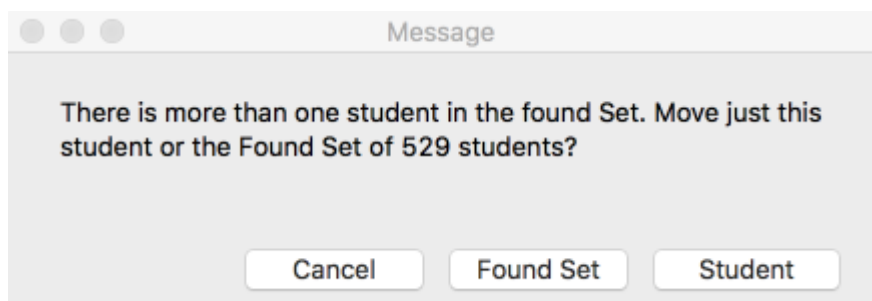 Message
There is more than one student in the found Set. Move just this
student or the Found Set of 529 students?
Cancel Found Set Student